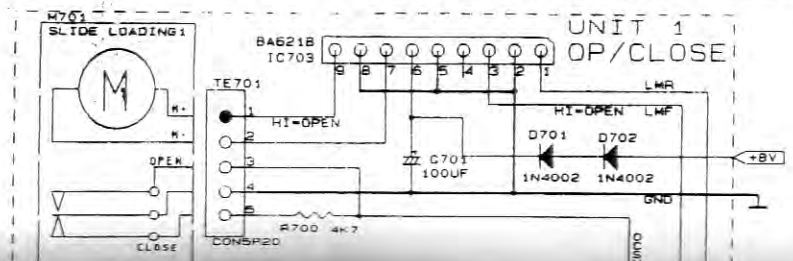 M701
SLIDE LOADING1
UNIT 1
OP/CLOSE
BA6218
IC703
9 8 7 6 5 4 3 2 1
TE701
M
M+
M-
1
HI=OPEN
2
3
4
5
LMR
HI=OPEN LMF
D701 D702
1N4002 1N4002
+8V
C701
100UF
GND
OPEN
CLOSE
R700 4K7
CON5P20